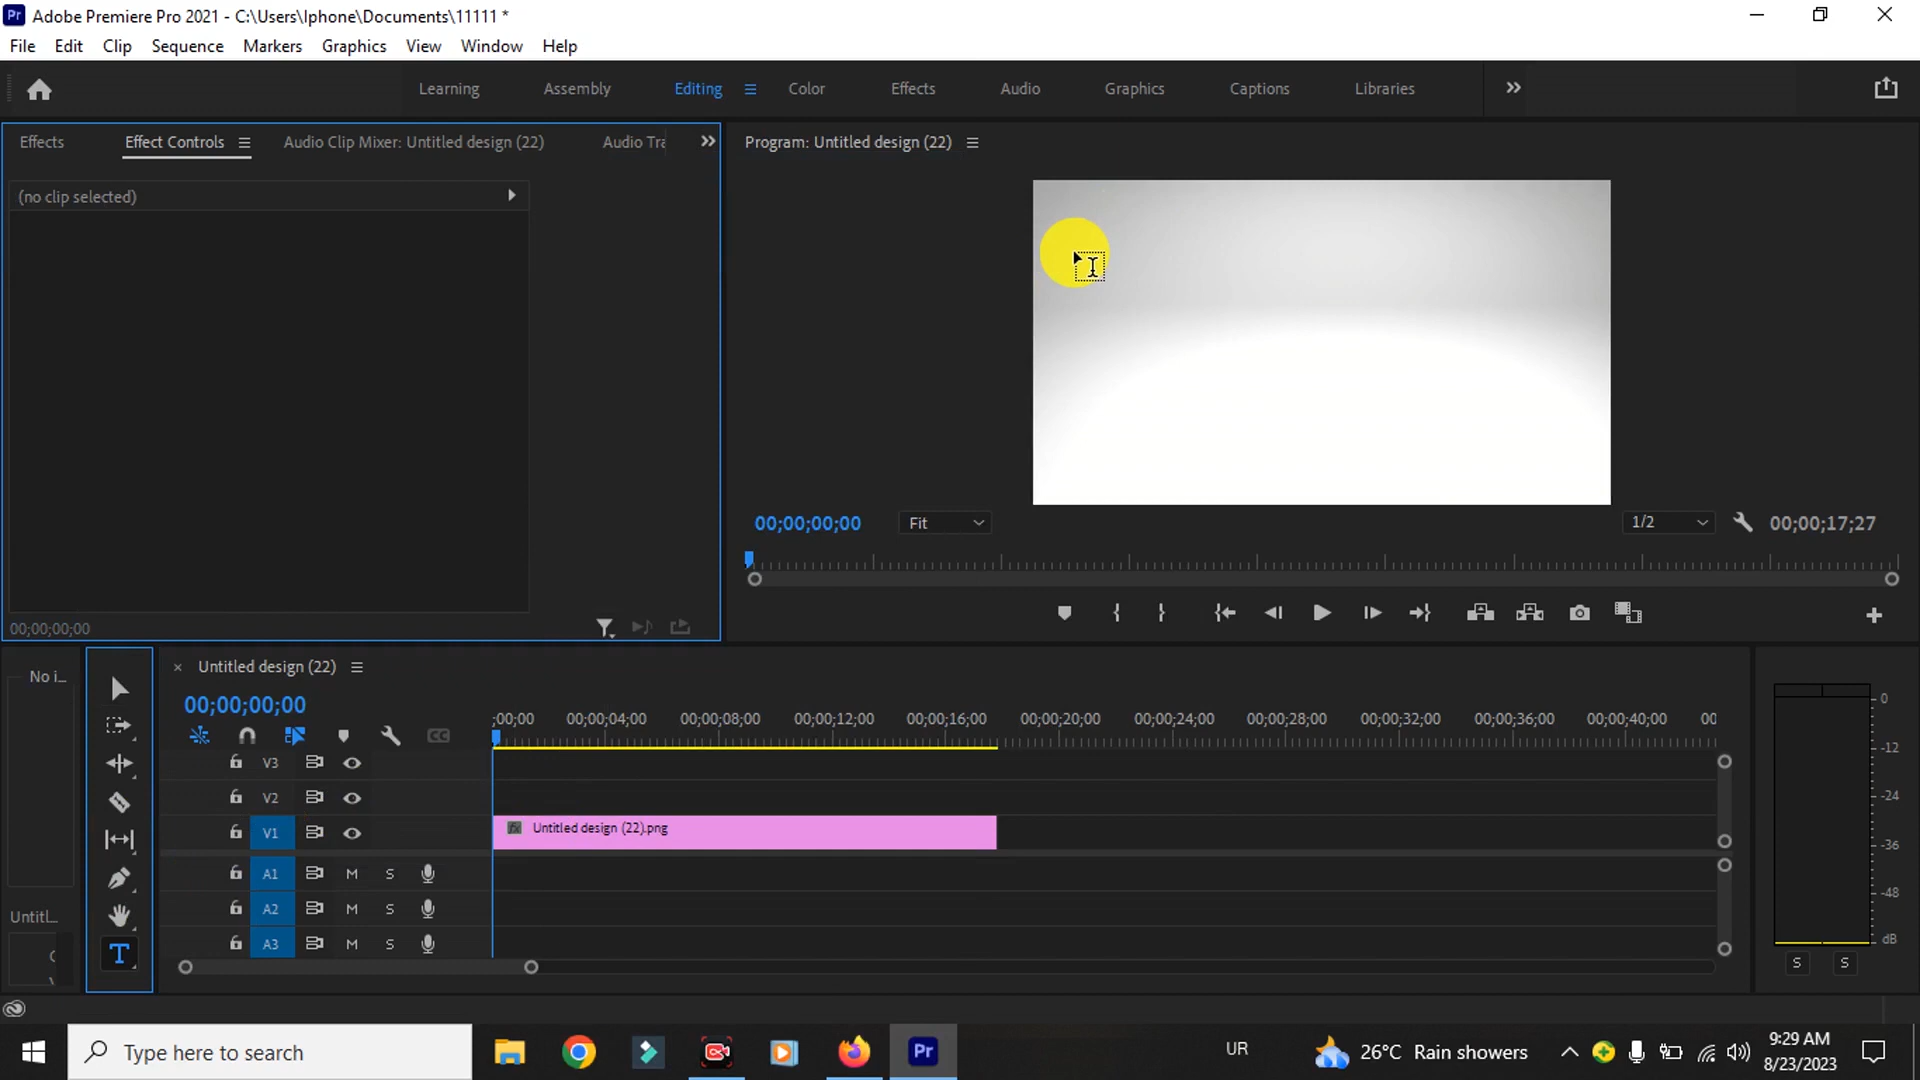 Adobe Premiere Pro 2021 - C:\Users\Iphone\Documents\11111 *
File Edit Clip Sequence Markers Graphics View Window Help
Learning Assembly Editing Color Effects Audio Graphics Captions Libraries
Effects Effect Controls Audio Clip Mixer: Untitled design (22) Audio Tra
Program: Untitled design (22)
(no clip selected)
00;00;00;00 Fit 1/2 00;00;17;27
00;00;00;00
No i...
Untitled design (22)
00;00;00;00
;00;00 00;00;04;00 00;00;08;00 00;00;12;00 00;00;16;00 00;00;20;00 00;00;24;00 00;00;28;00 00;00;32;00 00;00;36;00 00;00;40;00 00
V3
V2
V1 Untitled design (22).png
A1 M S
A2 M S
A3 M S
Untitl...
0
-12
-24
-36
-48
dB
S S
Type here to search
UR
26°C Rain showers
9:29 AM
8/23/2023